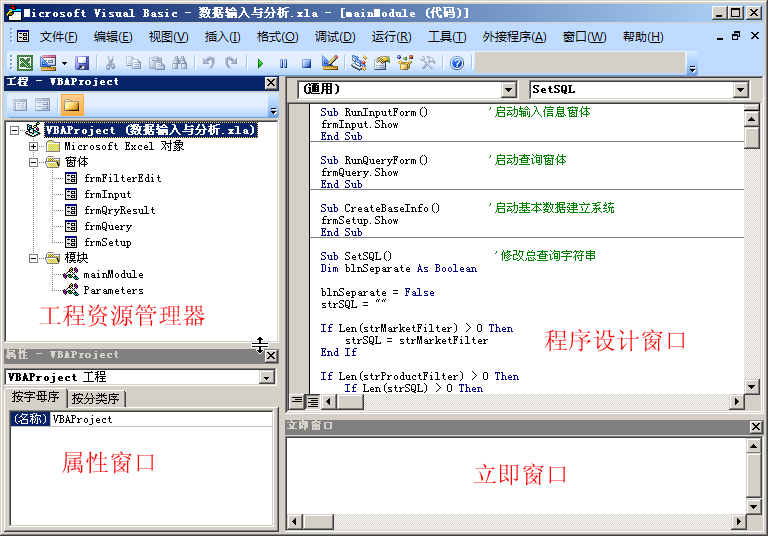 Microsoft Visual Basic - 数据输入与分析.xla - [mainModule (代码)]
文件(F) 编辑(E) 视图(V) 插入(I) 格式(O) 调试(D) 运行(R) 工具(T) 外接程序(A) 窗口(W) 帮助(H)
工程 - VBAProject
VBAProject (数据输入与分析.xla)
Microsoft Excel 对象
窗体
frmFilterEdit
frmInput
frmQryResult
frmQuery
frmSetup
模块
mainModule
Parameters
工程资源管理器
属性 - VBAProject
VBAProject 工程
按字母序 按分类序
(名称) VBAProject
属性窗口
(通用) SetSQL
Sub RunInputForm() '启动输入信息窗体
frmInput.Show
End Sub
Sub RunQueryForm() '启动查询窗体
frmQuery.Show
End Sub
Sub CreateBaseInfo() '启动基本数据建立系统
frmSetup.Show
End Sub
Sub SetSQL() '修改总查询字符串
Dim blnSeparate As Boolean
blnSeparate = False
strSQL = ""
If Len(strMarketFilter) > 0 Then
strSQL = strMarketFilter
End If
If Len(strProductFilter) > 0 Then
If Len(strSQL) > 0 Then
程序设计窗口
立即窗口
立即窗口